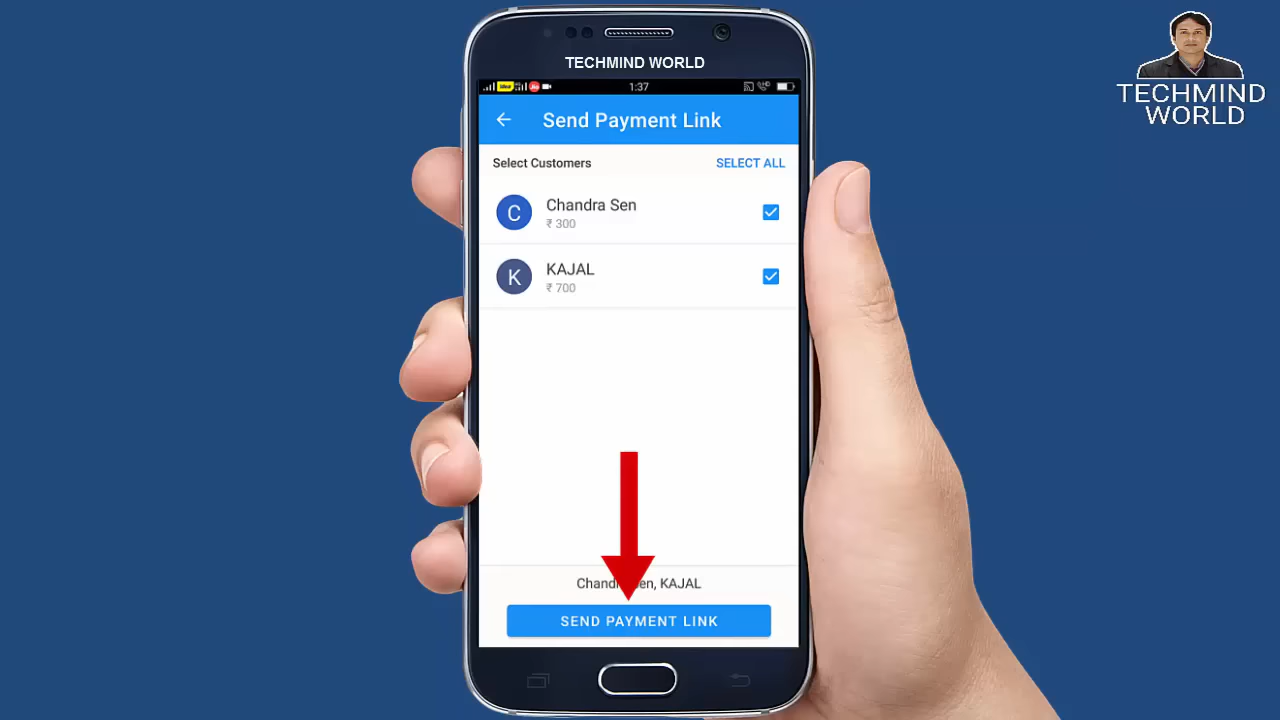 TECHMIND WORLD
1:37
Send Payment Link
Select Customers
SELECT ALL
C
Chandra Sen
₹ 300
K
KAJAL
₹ 700
Sen, KAJAL
SEND PAYMENT LINK
TECHMIND
WORLD